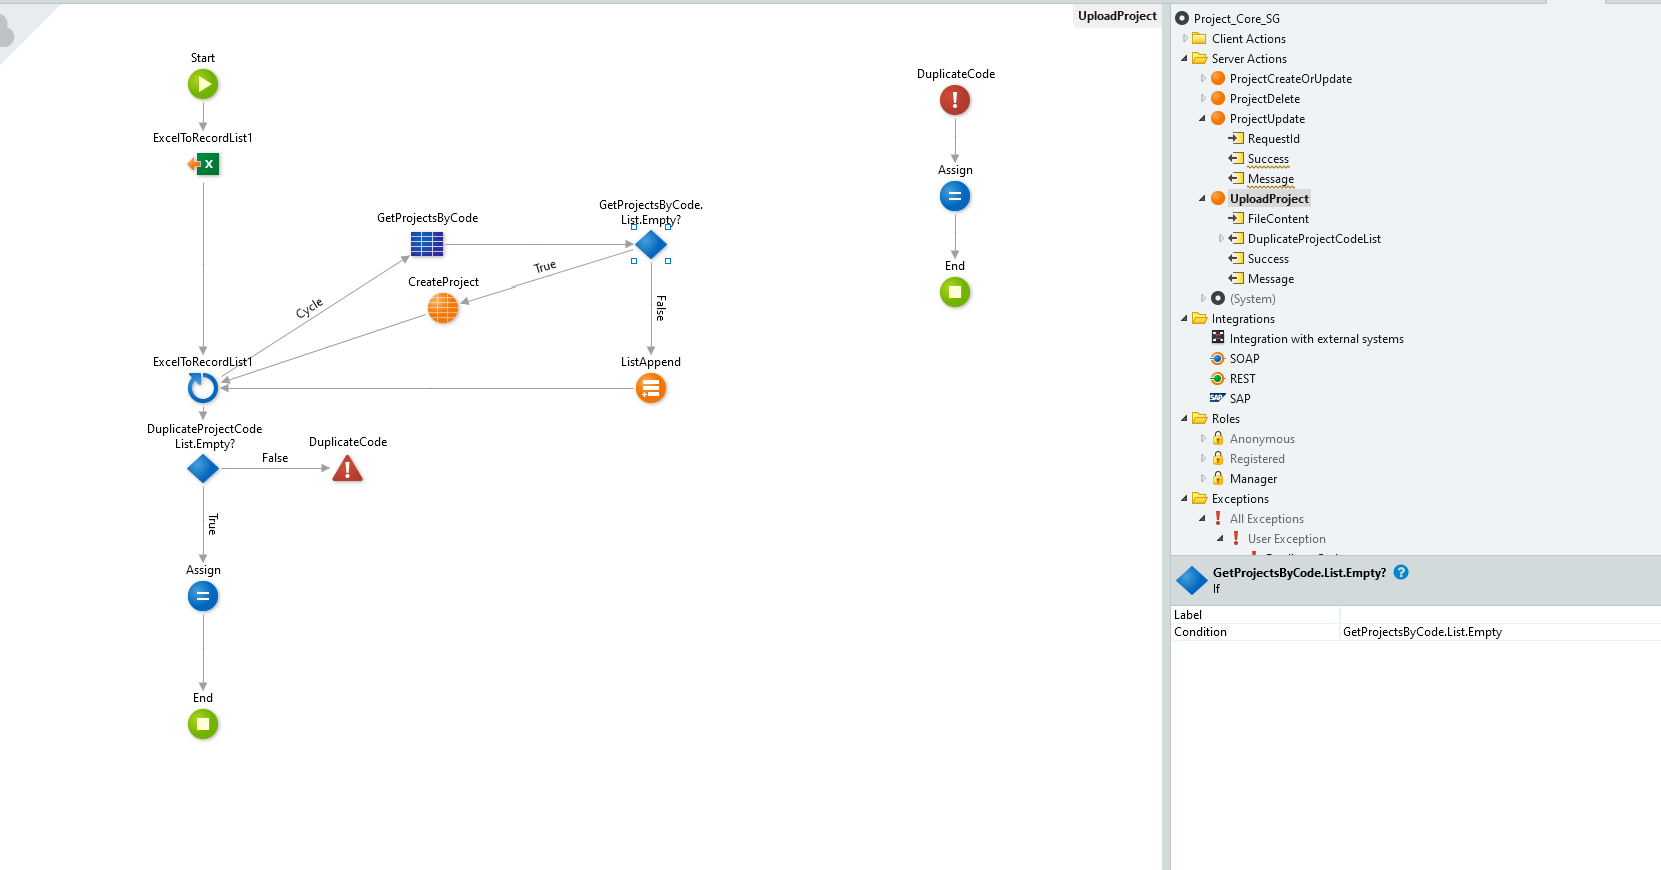 UploadProject
Start
ExcelToRecordList1
GetProjectsByCode
GetProjectsByCode.
List.Empty?
True
Cycle
CreateProject
False
ExcelToRecordList1
ListAppend
DuplicateProjectCode
List.Empty?
False
DuplicateCode
True
Assign
End
DuplicateCode
Assign
End
Project_Core_SG
Client Actions
Server Actions
ProjectCreateOrUpdate
ProjectDelete
ProjectUpdate
RequestId
Success
Message
UploadProject
FileContent
DuplicateProjectCodeList
Success
Message
(System)
Integrations
Integration with external systems
SOAP
REST
SAP
SAP
Roles
Anonymous
Registered
Manager
Exceptions
All Exceptions
User Exception
GetProjectsByCode.List.Empty?
If
Label
Condition GetProjectsByCode.List.Empty